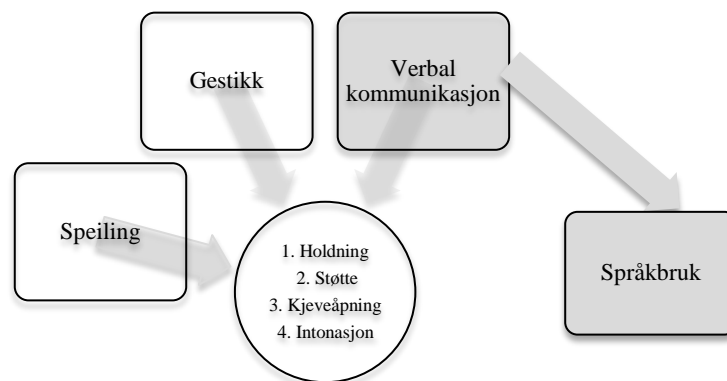 Gestikk
Verbal
kommunikasjon
Speiling
1. Holdning
2. Støtte
3. Kjeveåpning
4. Intonasjon
Språkbruk